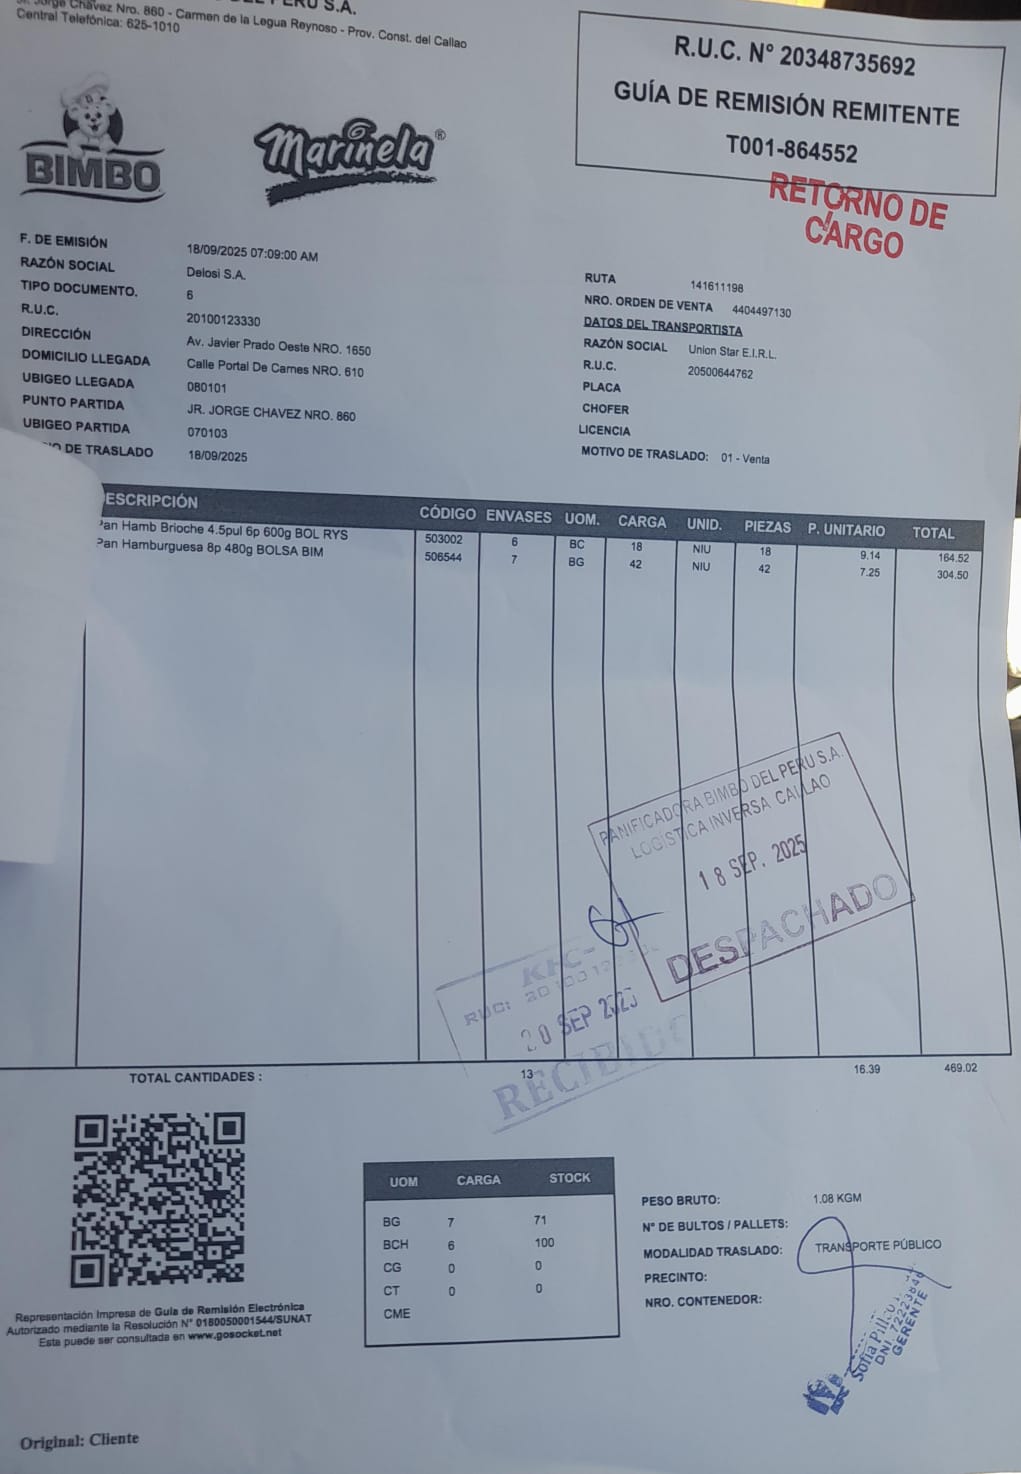 PERU S.A.
Jr. Jorge Chávez Nro. 860 - Carmen de la Legua Reynoso - Prov. Const. del Callao
Central Telefónica: 625-1010
BIMBO
Marinela®
R.U.C. N° 20348735692
GUÍA DE REMISIÓN REMITENTE
T001-864552
RETORNO DE
CARGO
F. DE EMISIÓN 18/09/2025 07:09:00 AM
RAZÓN SOCIAL Delosi S.A.
TIPO DOCUMENTO. 6
R.U.C. 20100123330
DIRECCIÓN Av. Javier Prado Oeste NRO. 1650
DOMICILIO LLEGADA Calle Portal De Carnes NRO. 610
UBIGEO LLEGADA 080101
PUNTO PARTIDA JR. JORGE CHAVEZ NRO. 860
UBIGEO PARTIDA 070103
DE TRASLADO 18/09/2025
RUTA 141611198
NRO. ORDEN DE VENTA 4404497130
DATOS DEL TRANSPORTISTA
RAZÓN SOCIAL Union Star E.I.R.L.
R.U.C. 20500644762
PLACA
CHOFER
LICENCIA
MOTIVO DE TRASLADO: 01 - Venta
ESCRIPCIÓN CÓDIGO ENVASES UOM. CARGA UNID. PIEZAS P. UNITARIO TOTAL
Pan Hamb Brioche 4.5pul 6p 600g BOL RYS 503002 6 BC 18 NIU 18 9.14 164.52
Pan Hamburguesa 8p 480g BOLSA BIM 506544 7 BG 42 NIU 42 7.25 304.50
PANIFICADORA BIMBO DEL PERU S.A.
LOGÍSTICA INVERSA CALLAO
18 SEP. 2025
DESPACHADO
KFC-
RUC:
20 SEP 2025
RECIBIDO
TOTAL CANTIDADES : 13 16.39 469.02
UOM CARGA STOCK
BG 7 71
BCH 6 100
CG 0 0
CT 0 0
CME
PESO BRUTO: 1.08 KGM
N° DE BULTOS / PALLETS:
MODALIDAD TRASLADO: TRANSPORTE PÚBLICO
PRECINTO:
NRO. CONTENEDOR:
Sofia
DNI.
GERENTE
Representación Impresa de Guía de Remisión Electrónica
Autorizado mediante la Resolución N° 0180050001544/SUNAT
Este puede ser consultada en www.gosocket.net
Original: Cliente